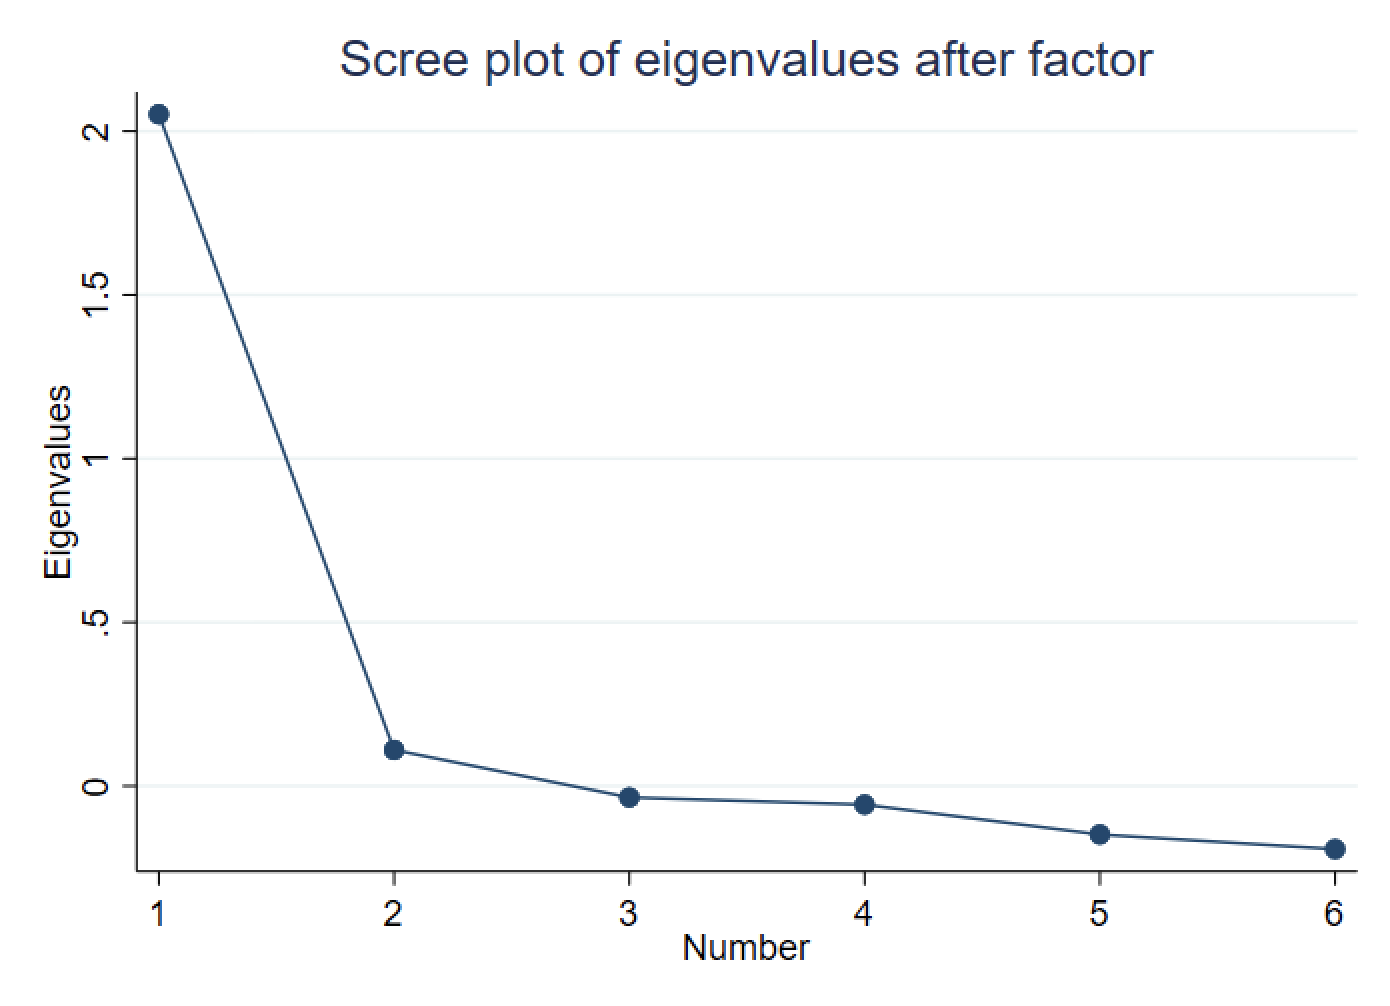 Scree plot of eigenvalues after factor
2
1.5
1
.5
0
Eigenvalues
1 2 3 4 5 6
Number